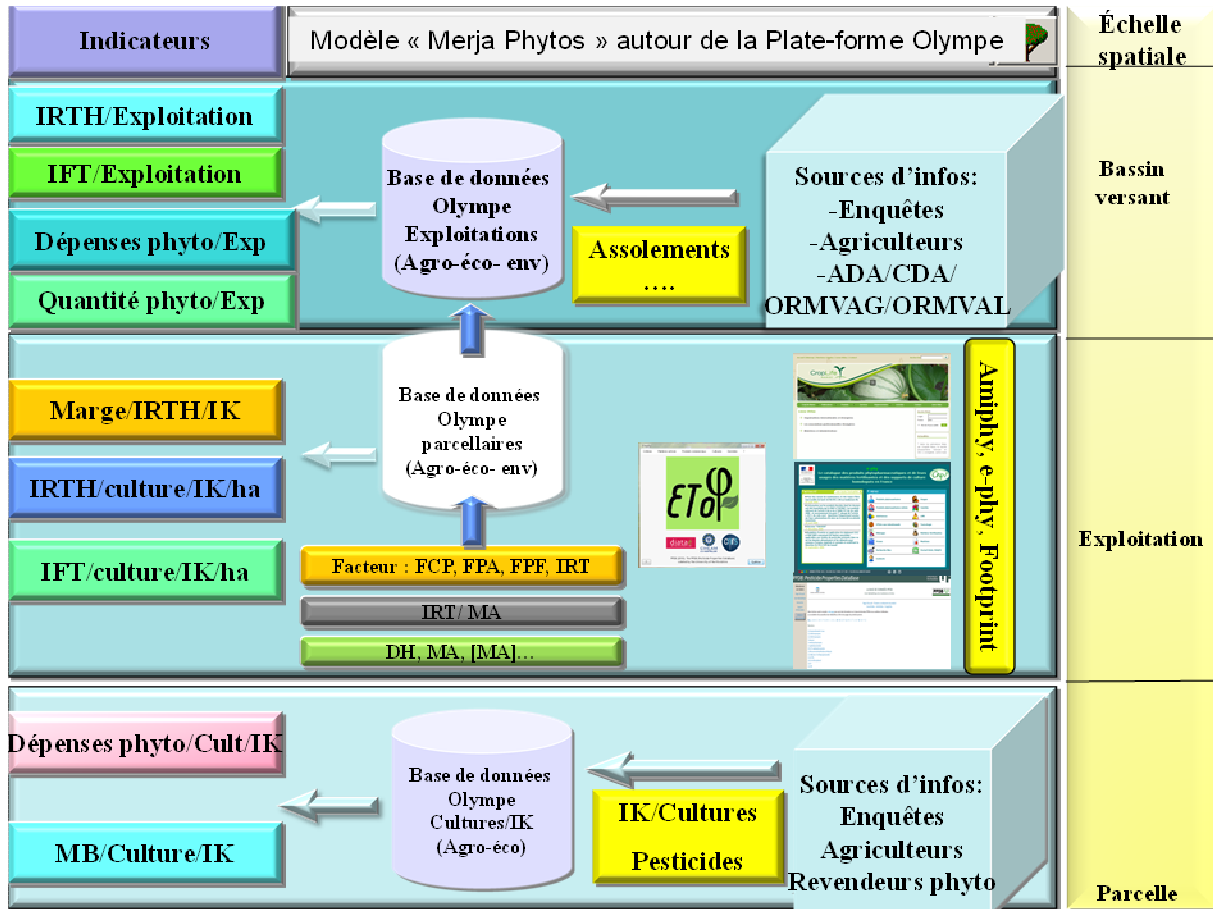 Indicateurs
Modèle « Merja Phytos » autour de la Plate-forme Olympe
Échelle
spatiale
IRTH/Exploitation
IFT/Exploitation
Dépenses phyto/Exp
Quantité phyto/Exp
Base de données
Olympe
Exploitations
(Agro-éco- env)
Assolements
....
Sources d'infos:
-Enquêtes
-Agriculteurs
-ADA/CDA/
ORMVAG/ORMVAL
Bassin
versant
Marge/IRTH/IK
IRTH/culture/IK/ha
IFT/culture/IK/ha
Base de données
Olympe
parcellaires
(Agro-éco- env)
Facteur : FCP, FPA, FPF, IRT
IRT/ MA
DH, MA, [MA]...
ETOφ
Amiphy, e-phy, Footprint
Exploitation
Dépenses phyto/Cult/IK
MB/Culture/IK
Base de données
Olympe
Cultures/IK
(Agro-éco)
IK/Cultures
Pesticides
Sources d'infos:
Enquêtes
Agriculteurs
Revendeurs phyto
Parcelle